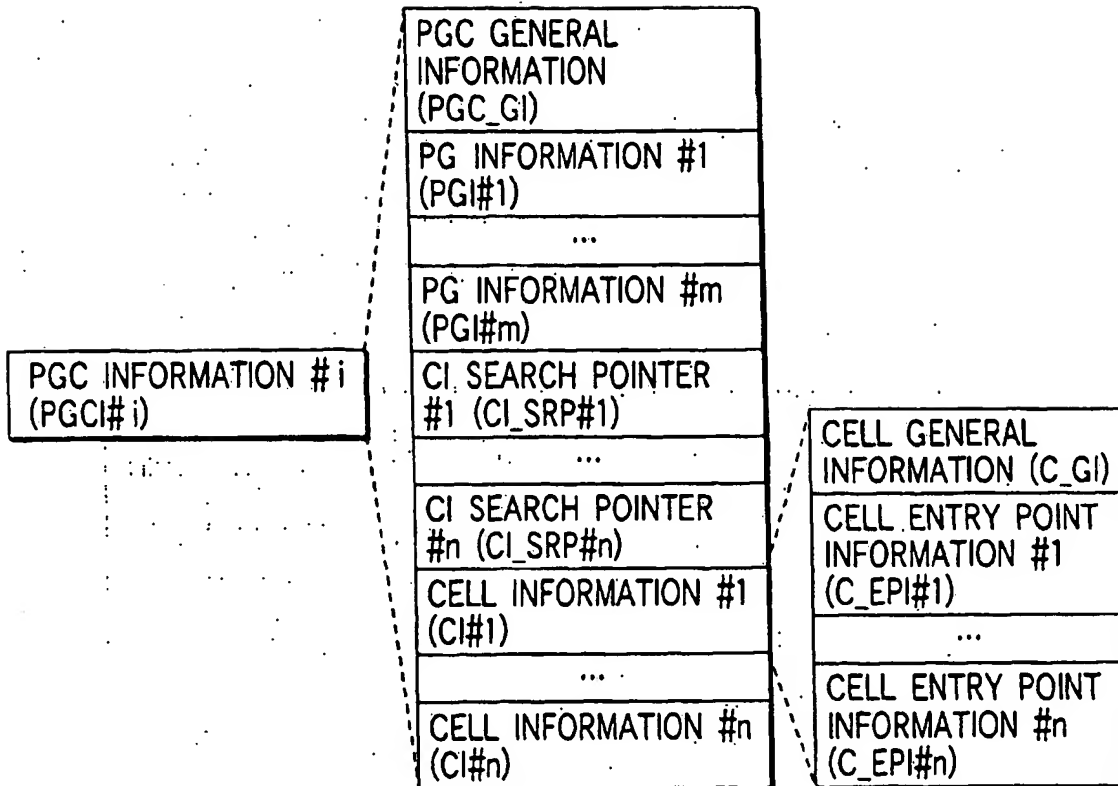 PGC GENERAL
INFORMATION
(PGC_GI)
PG INFORMATION #1
(PGI#1)
...
PG INFORMATION #m
(PGI#m)
PGC INFORMATION #i
(PGCI#i)
CI SEARCH POINTER
#1 (CI_SRP#1)
...
CI SEARCH POINTER
#n (CI_SRP#n)
CELL INFORMATION #1
(CI#1)
...
CELL INFORMATION #n
(CI#n)
CELL GENERAL
INFORMATION (C_GI)
CELL ENTRY POINT
INFORMATION #1
(C_EPI#1)
...
CELL ENTRY POINT
INFORMATION #n
(C_EPI#n)